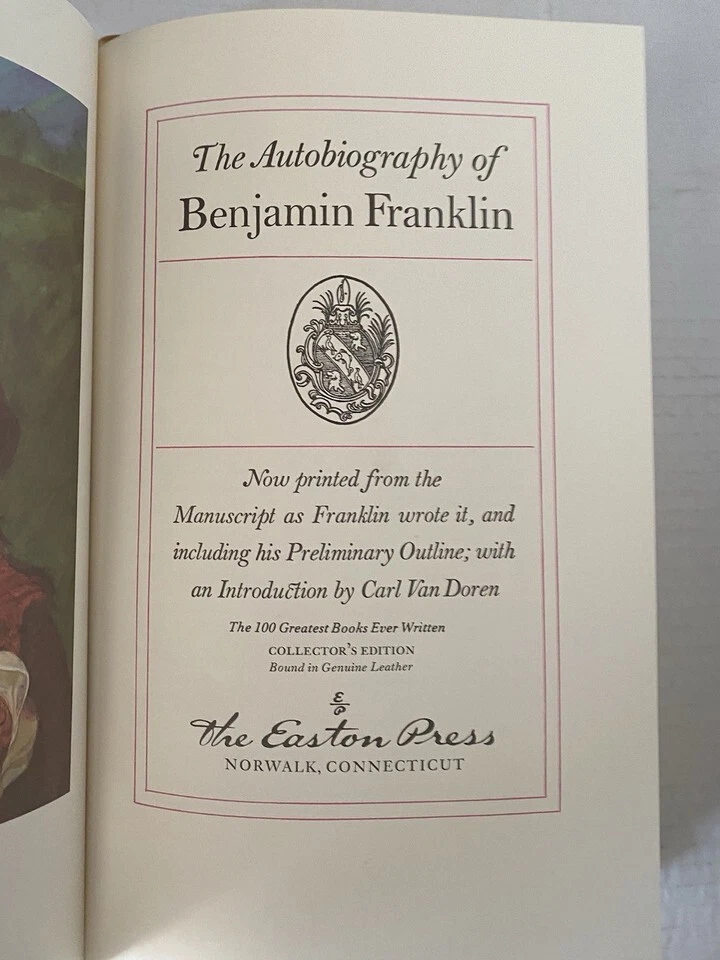 The Autobiography of
Benjamin Franklin
Now printed from the
Manuscript as Franklin wrote it, and
including his Preliminary Outline; with
an Introduction by Carl Van Doren
The 100 Greatest Books Ever Written
COLLECTOR'S EDITION
Bound in Genuine Leather
E
P
The Easton Press
NORWALK, CONNECTICUT